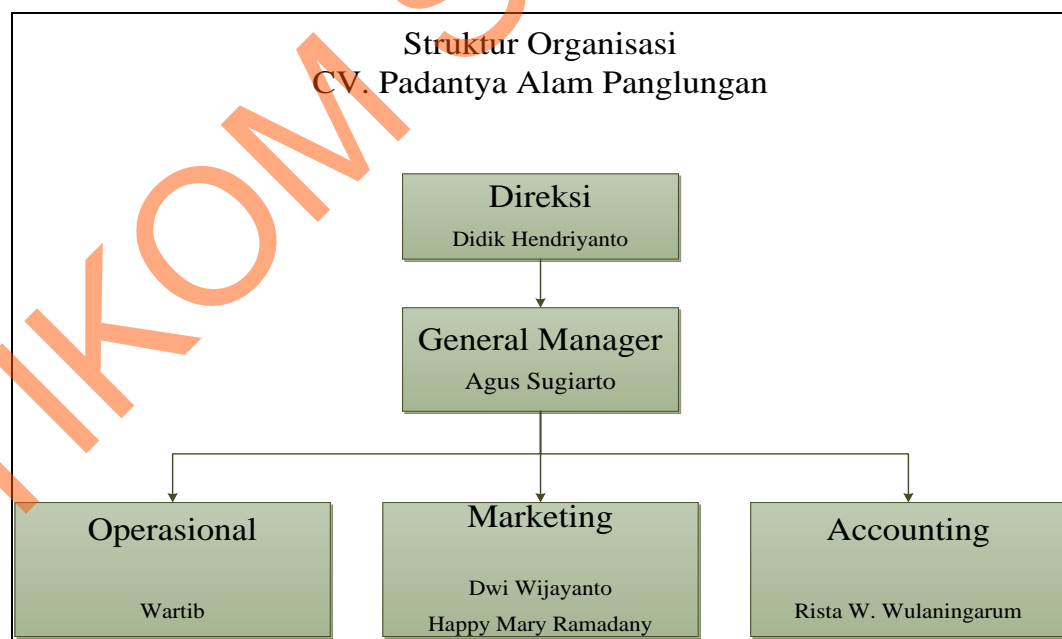 Struktur Organisasi
CV. Padantya Alam Panglungan
Direksi
Didik Hendriyanto
General Manager
Agus Sugiarto
Operasional
Wartib
Marketing
Dwi Wijayanto
Happy Mary Ramadany
Accounting
Rista W. Wulaningarum
IKOM S